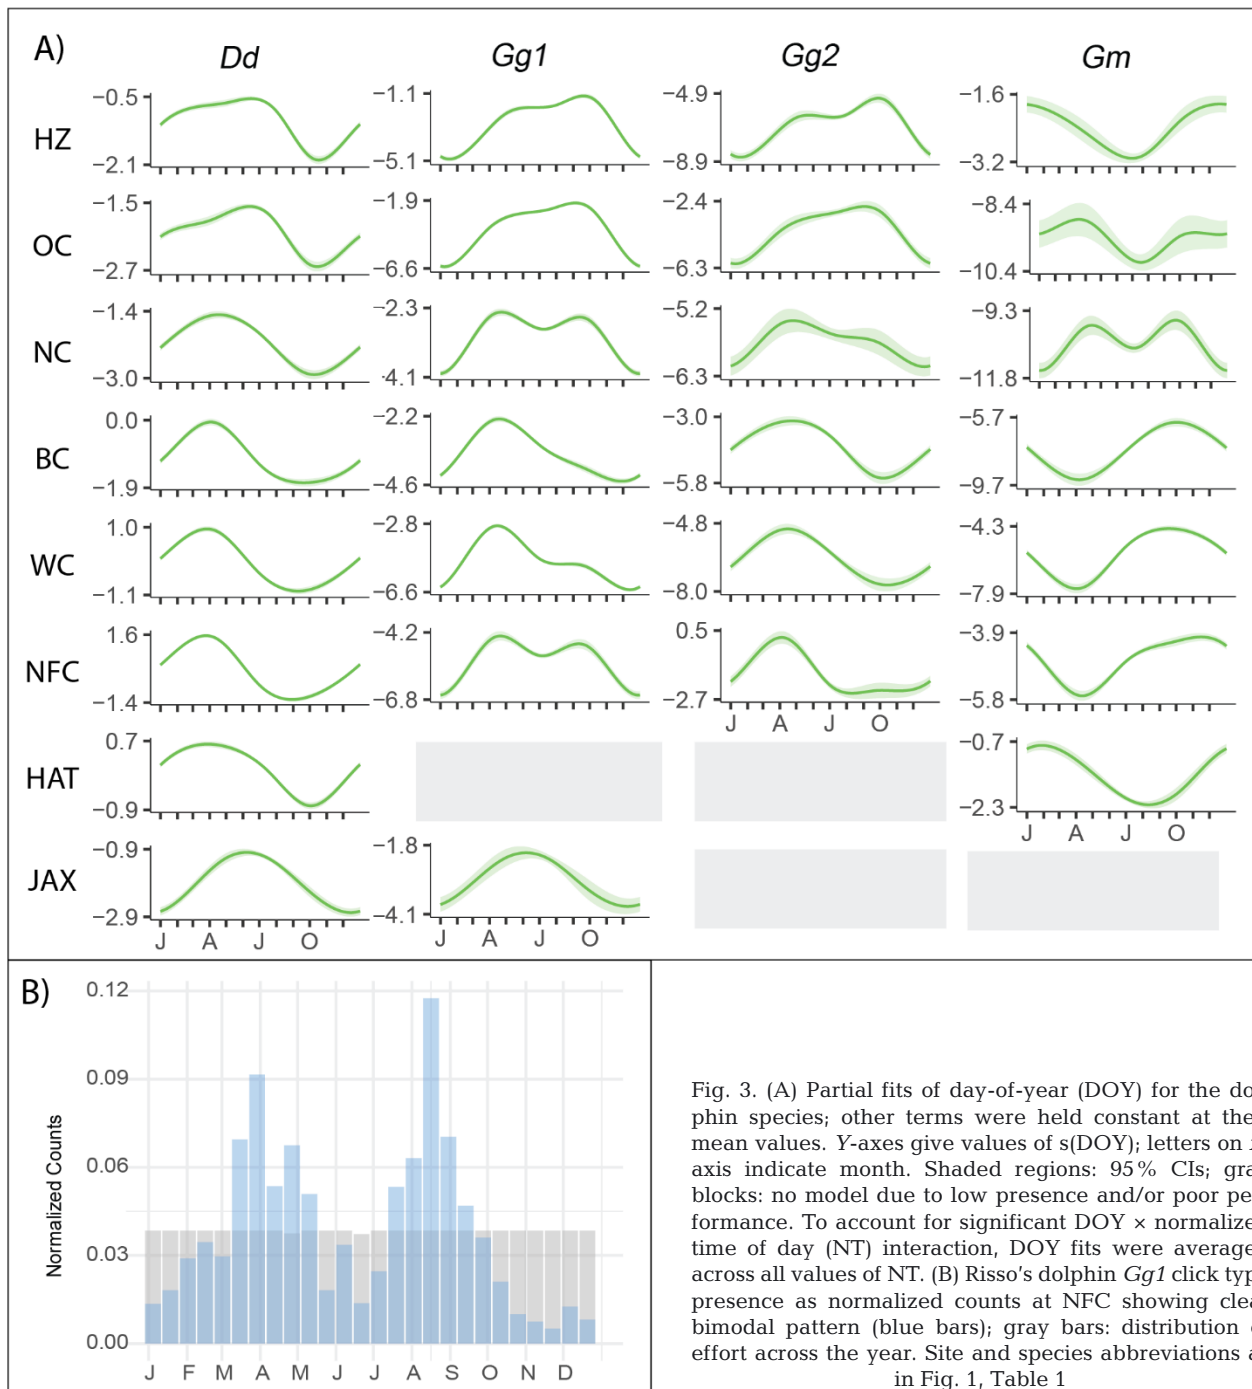 A)
Dd Gg1 Gg2 Gm
HZ
−0.5 −2.1
−1.1 −5.1
−4.9 −8.9
−1.6 −3.2
OC
−1.5 −2.7
−1.9 −6.6
−2.4 −6.3
−8.4 −10.4
NC
−1.4 −3.0
−2.3 −4.1
−5.2 −6.3
−9.3 −11.8
BC
0.0 −1.9
−2.2 −4.6
−3.0 −5.8
−5.7 −9.7
WC
1.0 −1.1
−2.8 −6.6
−4.8 −8.0
−4.3 −7.9
NFC
1.6 −1.4
−4.2 −6.8
0.5 −2.7
−3.9 −5.8
J A J O
HAT
0.7 −0.9
−0.7 −2.3
J A J O
JAX
−0.9 −2.9
−1.8 −4.1
J A J O
J A J O
B)
Normalized Counts
0.12
0.09
0.06
0.03
0.00
J F M A M J J A S O N D
Fig. 3. (A) Partial fits of day-of-year (DOY) for the do
phin species; other terms were held constant at the
mean values. Y-axes give values of s(DOY); letters on
axis indicate month. Shaded regions: 95% CIs; gra
blocks: no model due to low presence and/or poor pe
formance. To account for significant DOY × normalize
time of day (NT) interaction, DOY fits were average
across all values of NT. (B) Risso's dolphin Gg1 click typ
presence as normalized counts at NFC showing clea
bimodal pattern (blue bars); gray bars: distribution
effort across the year. Site and species abbreviations a
in Fig. 1, Table 1